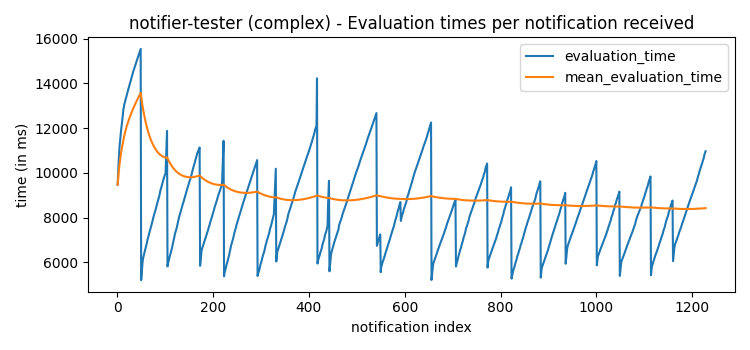 notifier-tester (complex) - Evaluation times per notification received
16000
14000
12000
10000
8000
6000
time (in ms)
evaluation_time
mean_evaluation_time
0
200
400
600
800
1000
1200
notification index